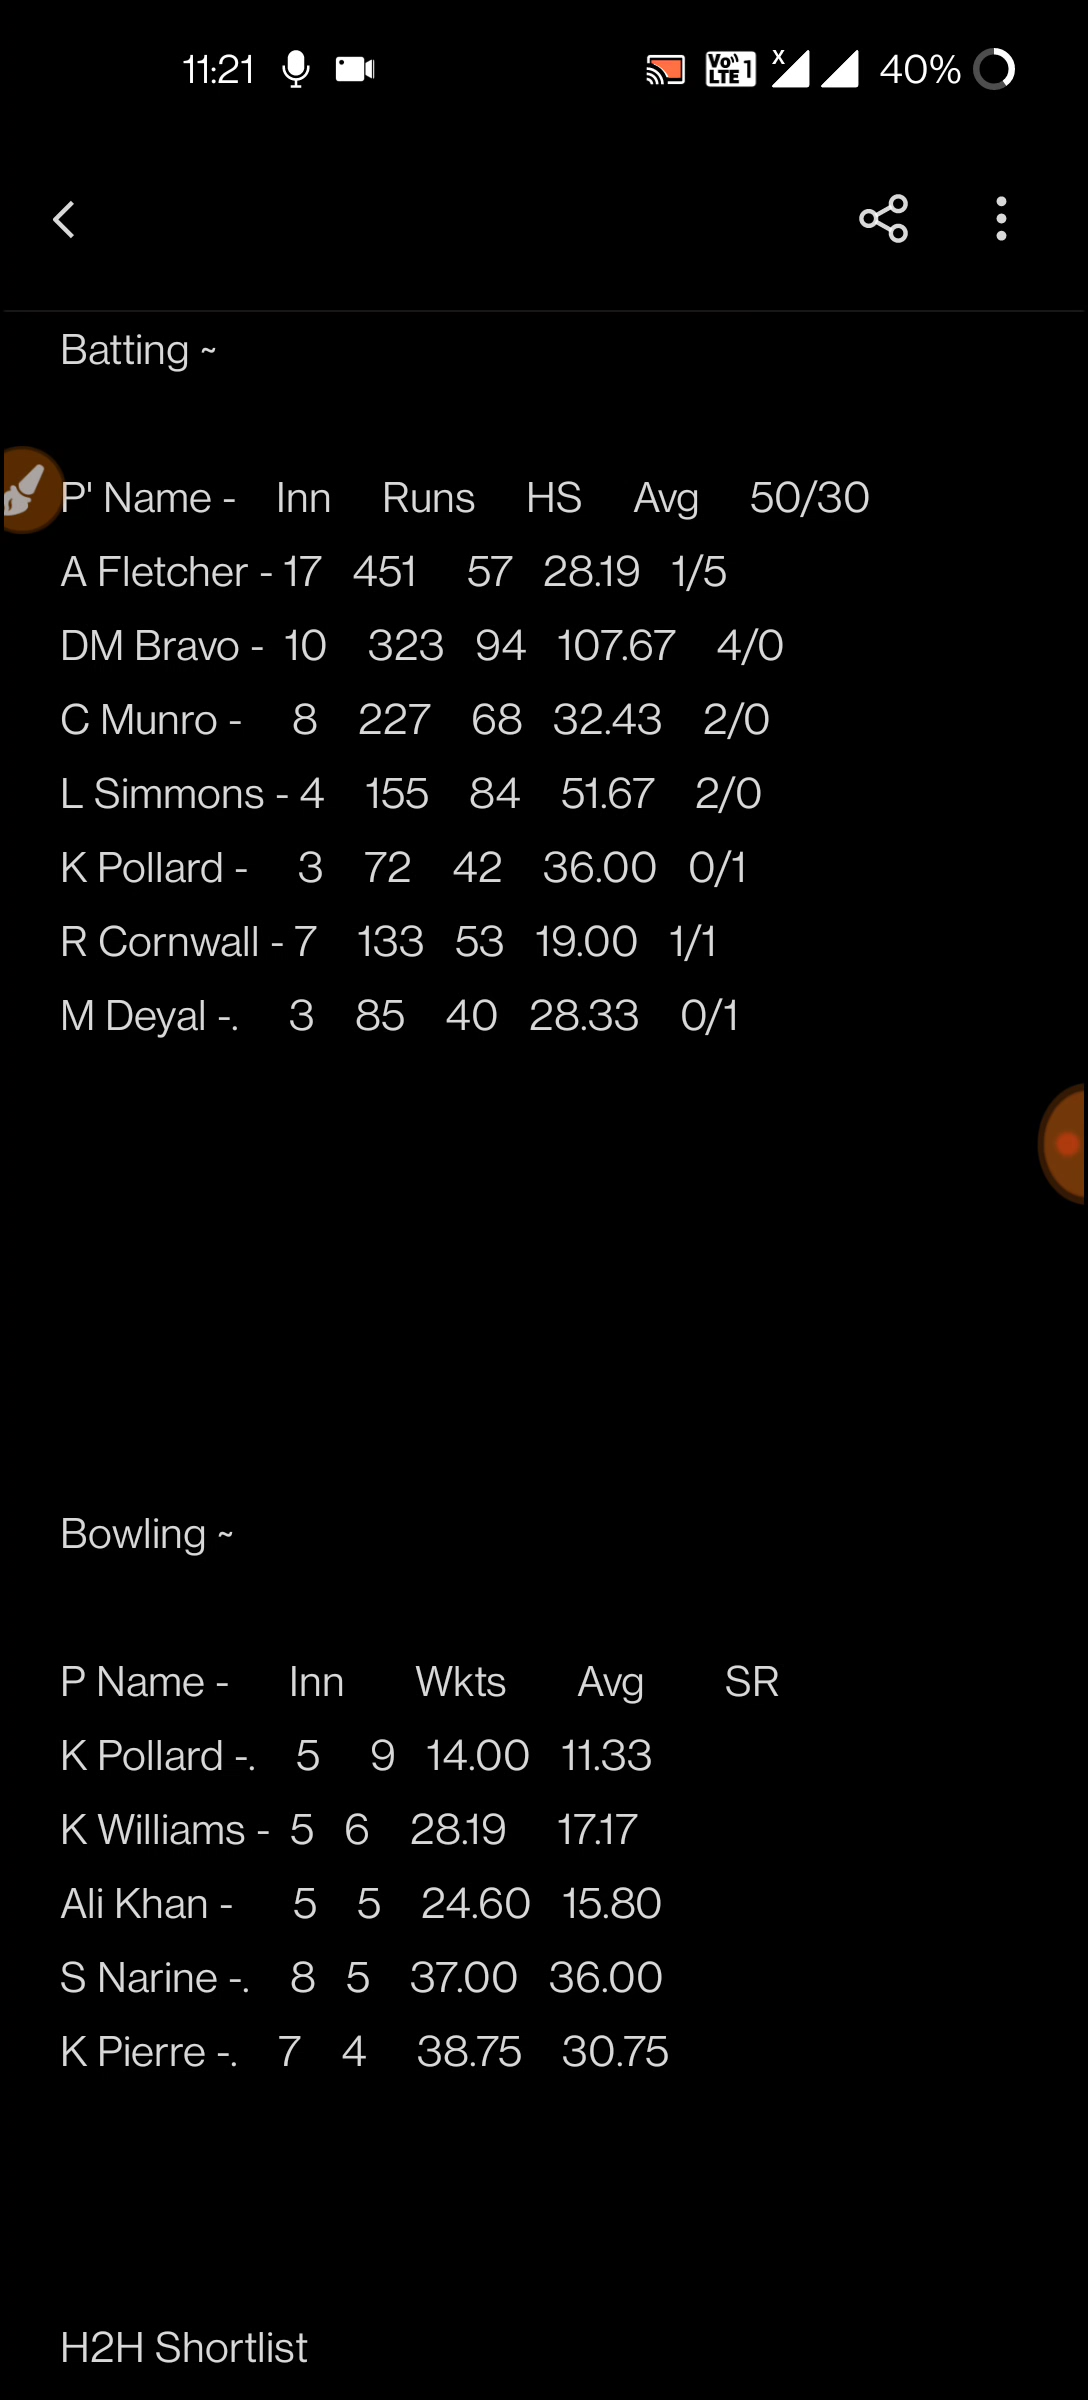 11:21 VoLTE 1 x 40%
Batting ~
P' Name - Inn Runs HS Avg 50/30
A Fletcher - 17 451 57 28.19 1/5
DM Bravo - 10 323 94 107.67 4/0
C Munro - 8 227 68 32.43 2/0
L Simmons - 4 155 84 51.67 2/0
K Pollard - 3 72 42 36.00 0/1
R Cornwall - 7 133 53 19.00 1/1
M Deyal -. 3 85 40 28.33 0/1
Bowling ~
P Name - Inn Wkts Avg SR
K Pollard -. 5 9 14.00 11.33
K Williams - 5 6 28.19 17.17
Ali Khan - 5 5 24.60 15.80
S Narine -. 8 5 37.00 36.00
K Pierre -. 7 4 38.75 30.75
H2H Shortlist